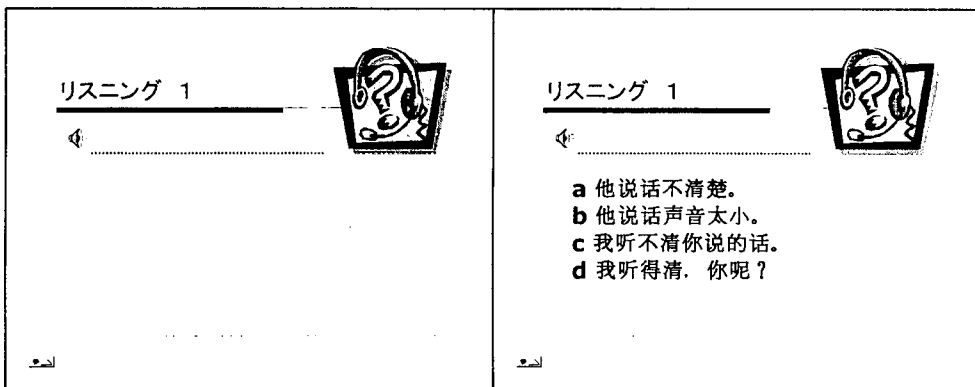 リスニング 1
リスニング 1
a 他说话不清楚。
b 他说话声音太小。
c 我听不清你说的话。
d 我听得清, 你呢?